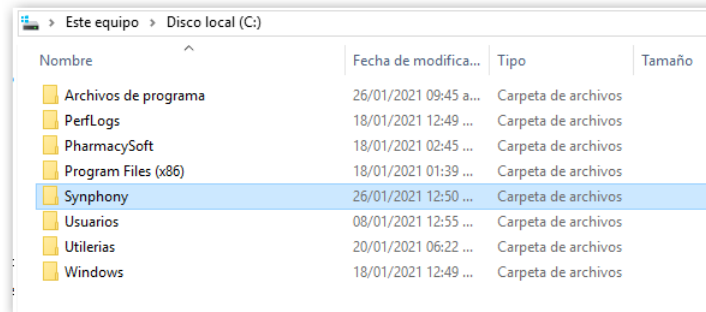 Este equipo > Disco local (C:)
Nombre Fecha de modifica... Tipo Tamaño
Archivos de programa 26/01/2021 09:45 a... Carpeta de archivos
PerfLogs 18/01/2021 12:49 ... Carpeta de archivos
PharmacySoft 18/01/2021 02:45 ... Carpeta de archivos
Program Files (x86) 18/01/2021 01:39 ... Carpeta de archivos
Synphony 26/01/2021 12:50 ... Carpeta de archivos
Usuarios 08/01/2021 12:55 ... Carpeta de archivos
Utilerias 20/01/2021 06:22 ... Carpeta de archivos
Windows 18/01/2021 12:49 ... Carpeta de archivos